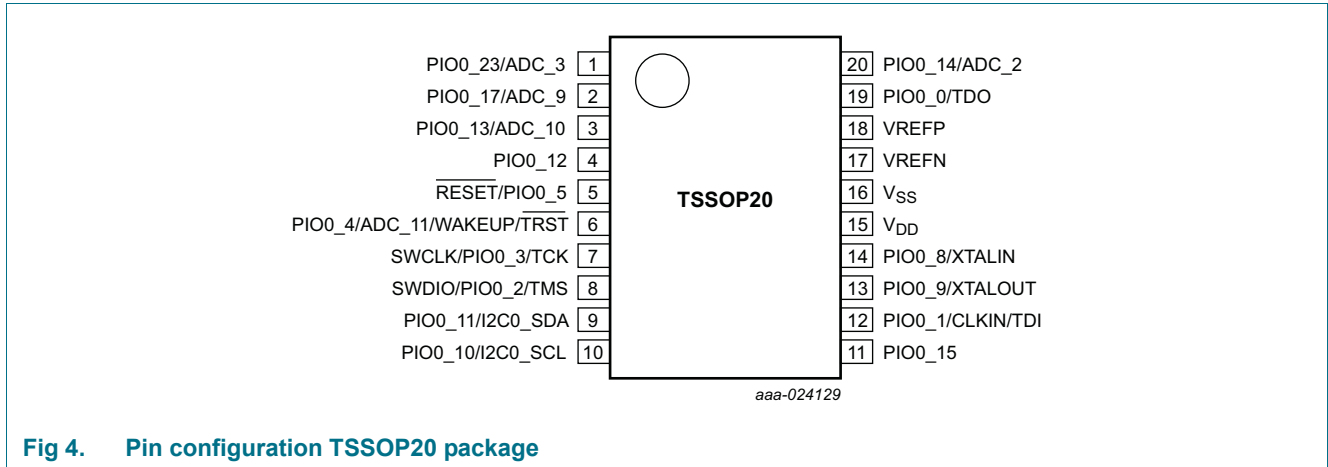 PIO0_23/ADC_3 1
PIO0_17/ADC_9 2
PIO0_13/ADC_10 3
PIO0_12 4
RESET/PIO0_5 5
PIO0_4/ADC_11/WAKEUP/TRST 6
SWCLK/PIO0_3/TCK 7
SWDIO/PIO0_2/TMS 8
PIO0_11/I2C0_SDA 9
PIO0_10/I2C0_SCL 10
TSSOP20
20 PIO0_14/ADC_2
19 PIO0_0/TDO
18 VREFP
17 VREFN
16 VSS
15 VDD
14 PIO0_8/XTALIN
13 PIO0_9/XTALOUT
12 PIO0_1/CLKIN/TDI
11 PIO0_15
aaa-024129
Fig 4. Pin configuration TSSOP20 package